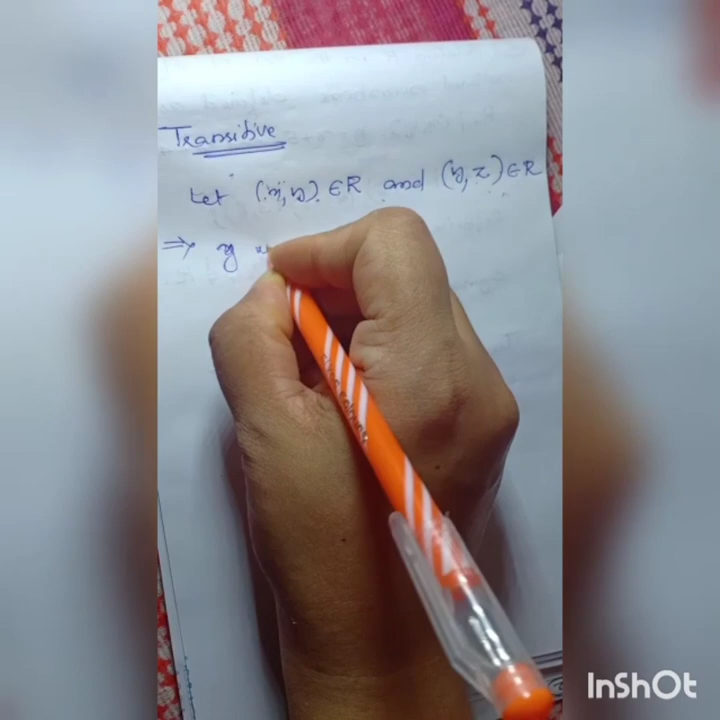 Transitive
Let (x,y) ∈R and (y,z)∈R
⇒ y
InShOt